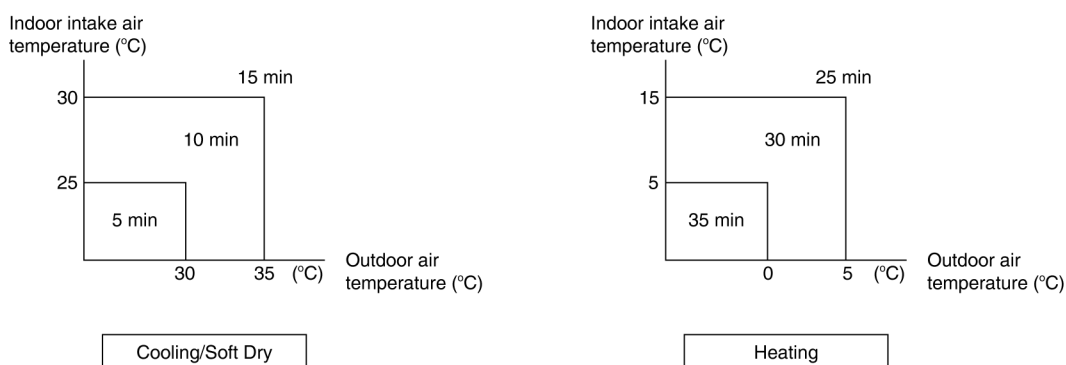 Indoor intake air
temperature (°C)
15 min
30
10 min
25
5 min
30 35 (°C)
Outdoor air
temperature (°C)
Cooling/Soft Dry
Indoor intake air
temperature (°C)
25 min
15
30 min
5
35 min
0 5 (°C)
Outdoor air
temperature (°C)
Heating